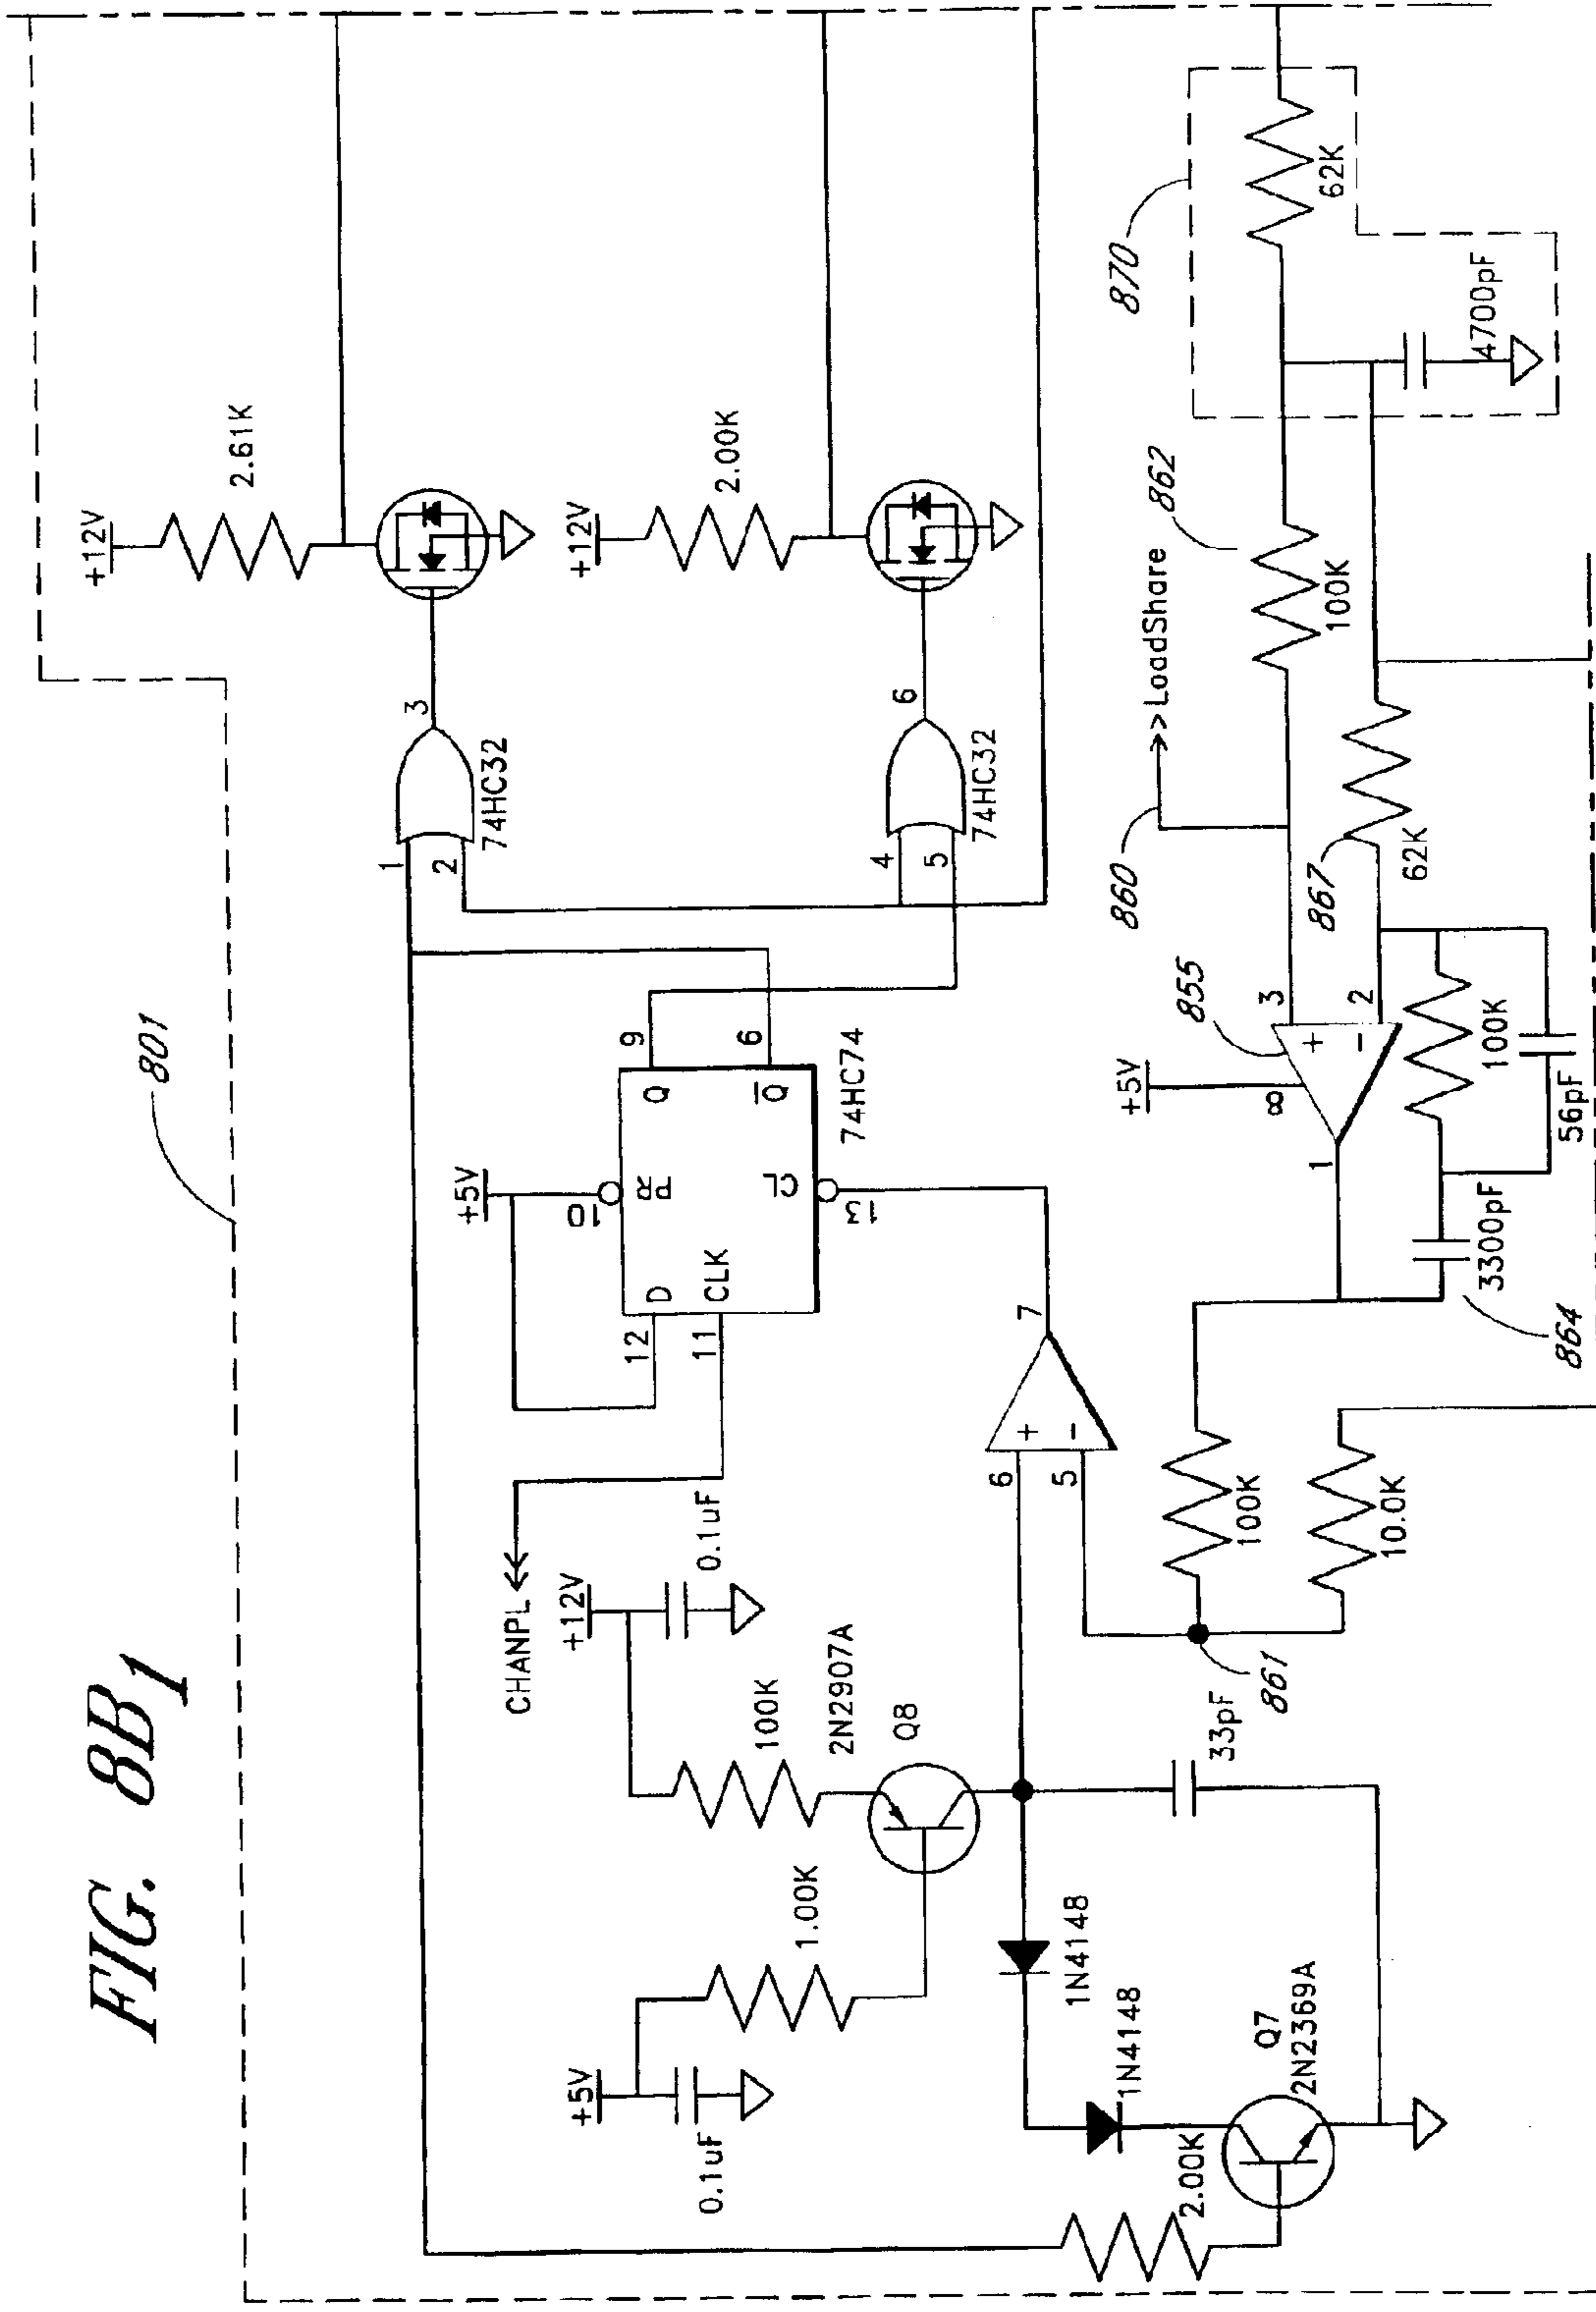 FIG. 8B1
801
+12V
2.61K
+12V
2.00K
3
1
2
74HC32
6
4
5
74HC32
+5V
10
PR
D
12
CLK
11
Q
9
Q
6
CL
13
74HC74
CHANPL
+12V
0.1uF
100K
2N2907A
Q8
+5V
0.1uF
1.00K
1N4148
1N4148
2.00K
Q7
2N2369A
33pF
861
+
-
6
5
7
100K
10.0K
+5V
8
855
+
-
3
2
1
3300pF
864
100K
56pF
860
LoadShare
862
100K
867
62K
870
62K
4700pF